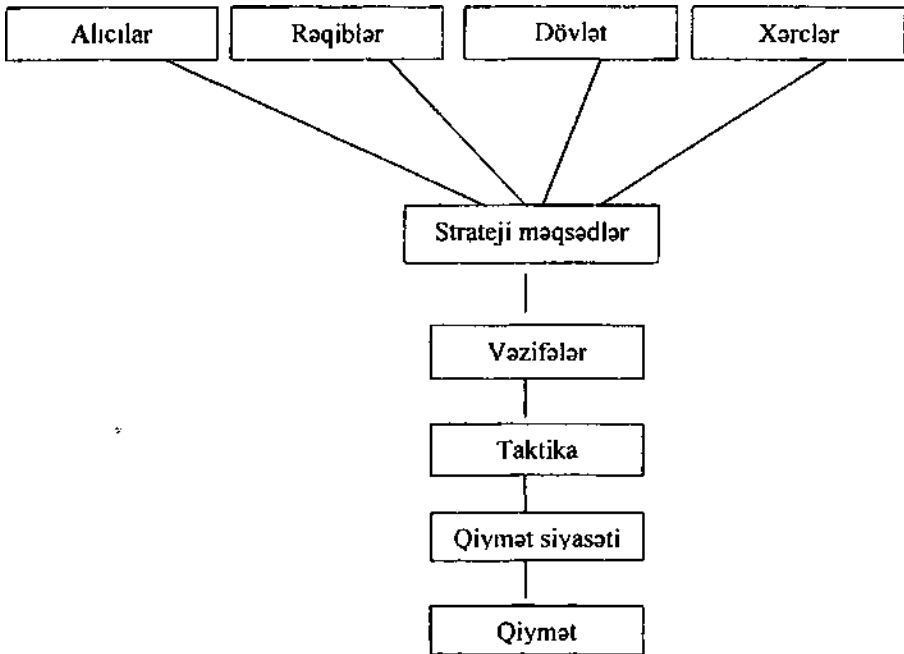 Alıcılar
Rəqiblər
Dövlət
Xərclər
Strateji məqsədlər
Vəzifələr
Taktika
Qiymət siyasəti
Qiymət